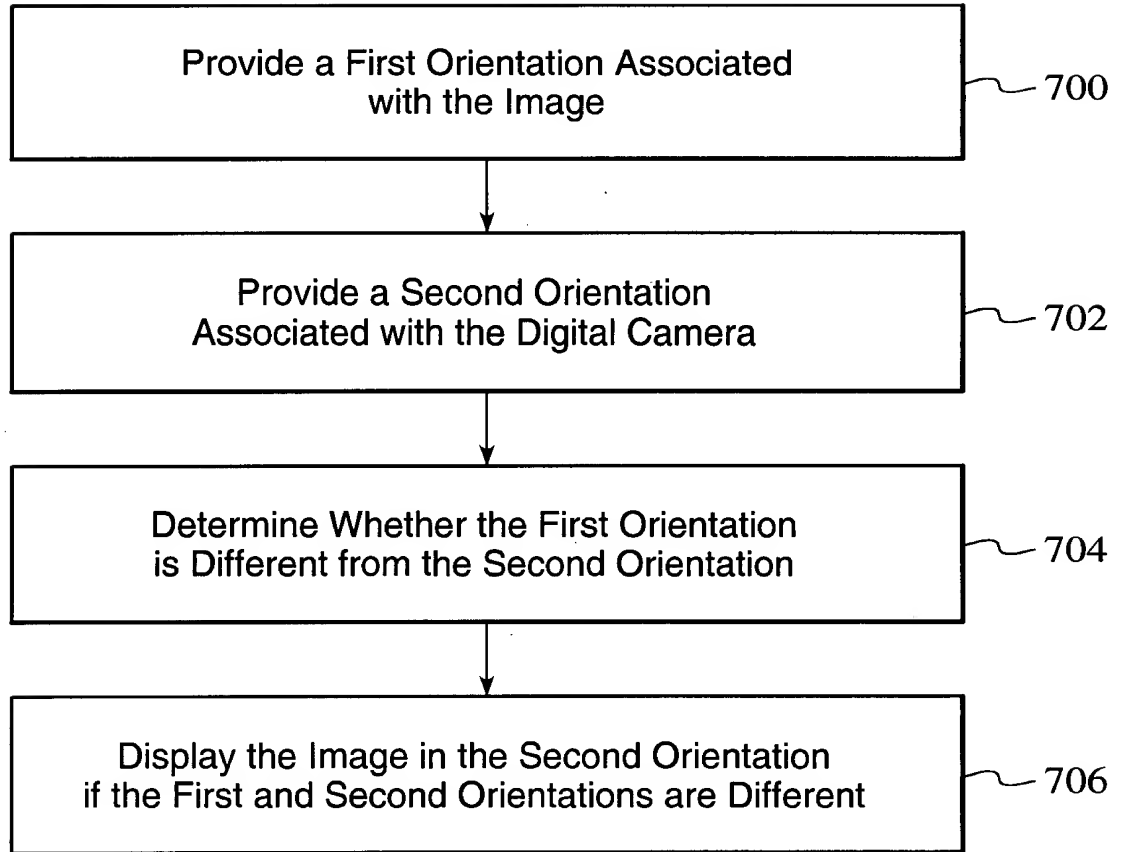 Provide a First Orientation Associated
with the Image
700
Provide a Second Orientation
Associated with the Digital Camera
702
Determine Whether the First Orientation
is Different from the Second Orientation
704
Display the Image in the Second Orientation
if the First and Second Orientations are Different
706